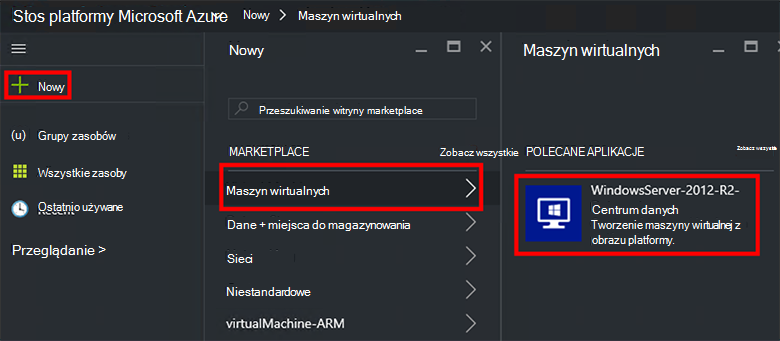 Stos platformy Microsoft Azure Nowy > Maszyn wirtualnych
Nowy
Grupy zasobów
Wszystkie zasoby
Ostatnio używane
Przeglądanie >
Nowy
Przeszukiwanie witryny marketplace
MARKETPLACE Zobacz wszystkie
Maszyn wirtualnych
Dane + miejsca do magazynowania
Sieci
Niestandardowe
virtualMachine-ARM
Maszyn wirtualnych
POLECANE APLIKACJE Zobacz wszystkie
WindowsServer-2012-R2-
Centrum danych
Tworzenie maszyny wirtualnej z
obrazu platformy.